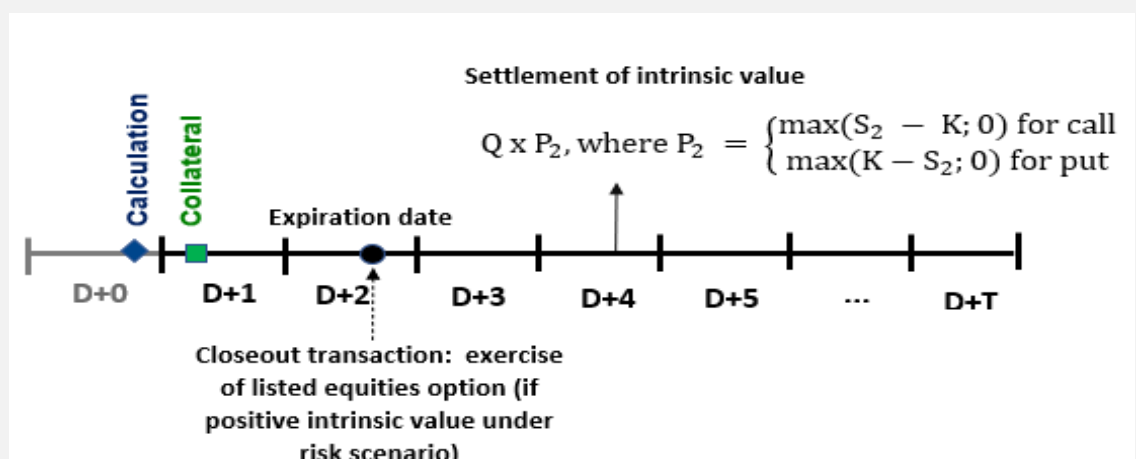 Settlement of intrinsic value
Q x P₂, where P₂ = { max(S₂ − K; 0) for call
max(K − S₂; 0) for put
Calculation
Collateral
Expiration date
D+0 D+1 D+2 D+3 D+4 D+5 ... D+T
Closeout transaction: exercise
of listed equities option (if
positive intrinsic value under
risk scenario)